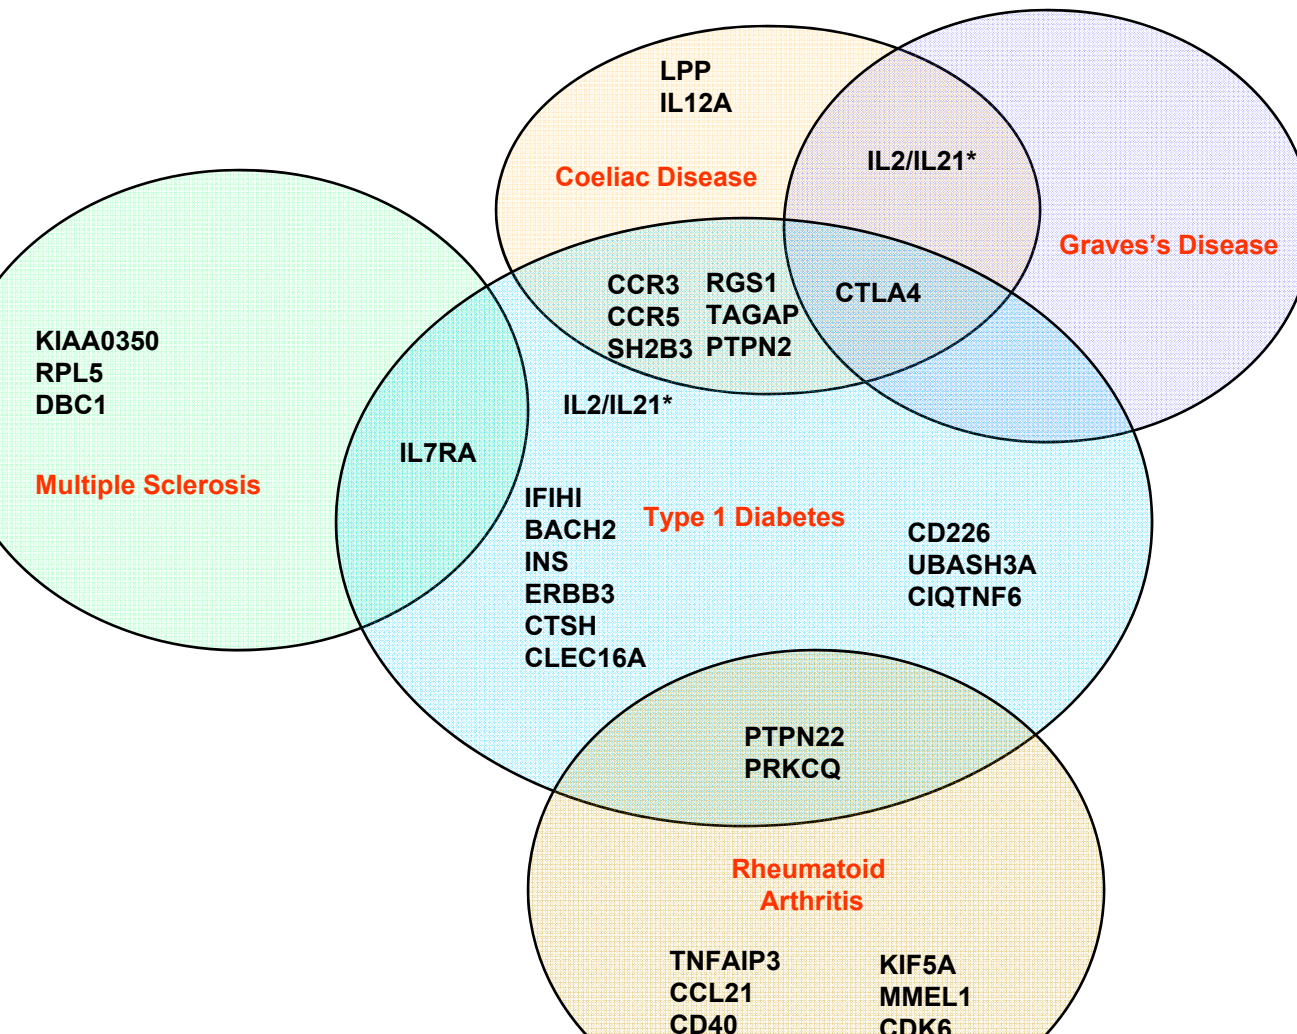 LPP
IL12A
IL2/IL21*
Coeliac Disease
Graves's Disease
CCR3
CCR5
SH2B3
RGS1
TAGAP
PTPN2
CTLA4
KIAA0350
RPL5
DBC1
IL2/IL21*
IL7RA
Multiple Sclerosis
IFIHI
BACH2
INS
ERBB3
CTSH
CLEC16A
Type 1 Diabetes
CD226
UBASH3A
CIQTNF6
PTPN22
PRKCQ
Rheumatoid
Arthritis
TNFAIP3
CCL21
CD40
KIF5A
MMEL1
CDK6